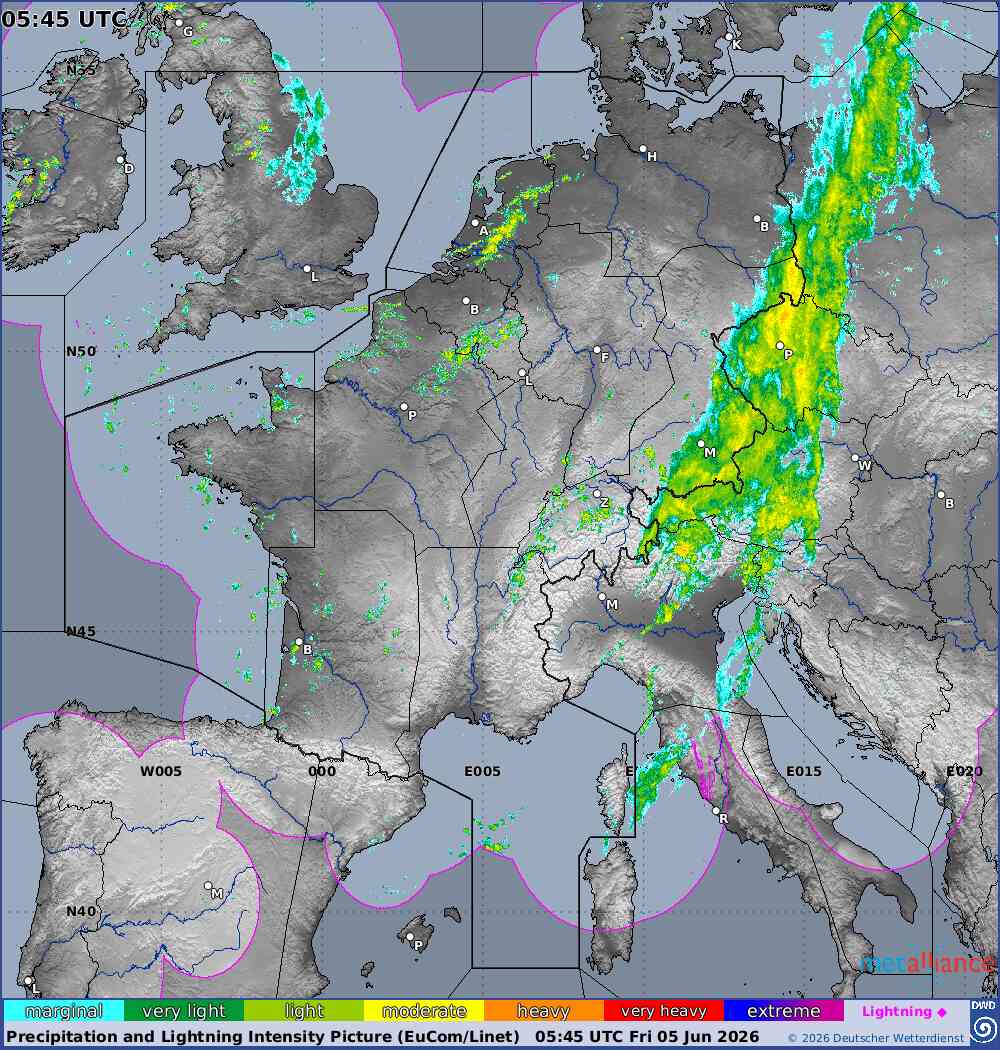 05:45 UTC
G
K
N55
D
H
A
B
L
B
N50
F
P
L
P
M
W
B
Z
M
N45
B
W005
000
E005
E
E015
E020
R
M
N40
P
L
metalliance
marginal very light light moderate heavy very heavy extreme Lightning ◆
DWD
Precipitation and Lightning Intensity Picture (EuCom/Linet) 05:45 UTC Fri 05 Jun 2026 © 2026 Deutscher Wetterdienst